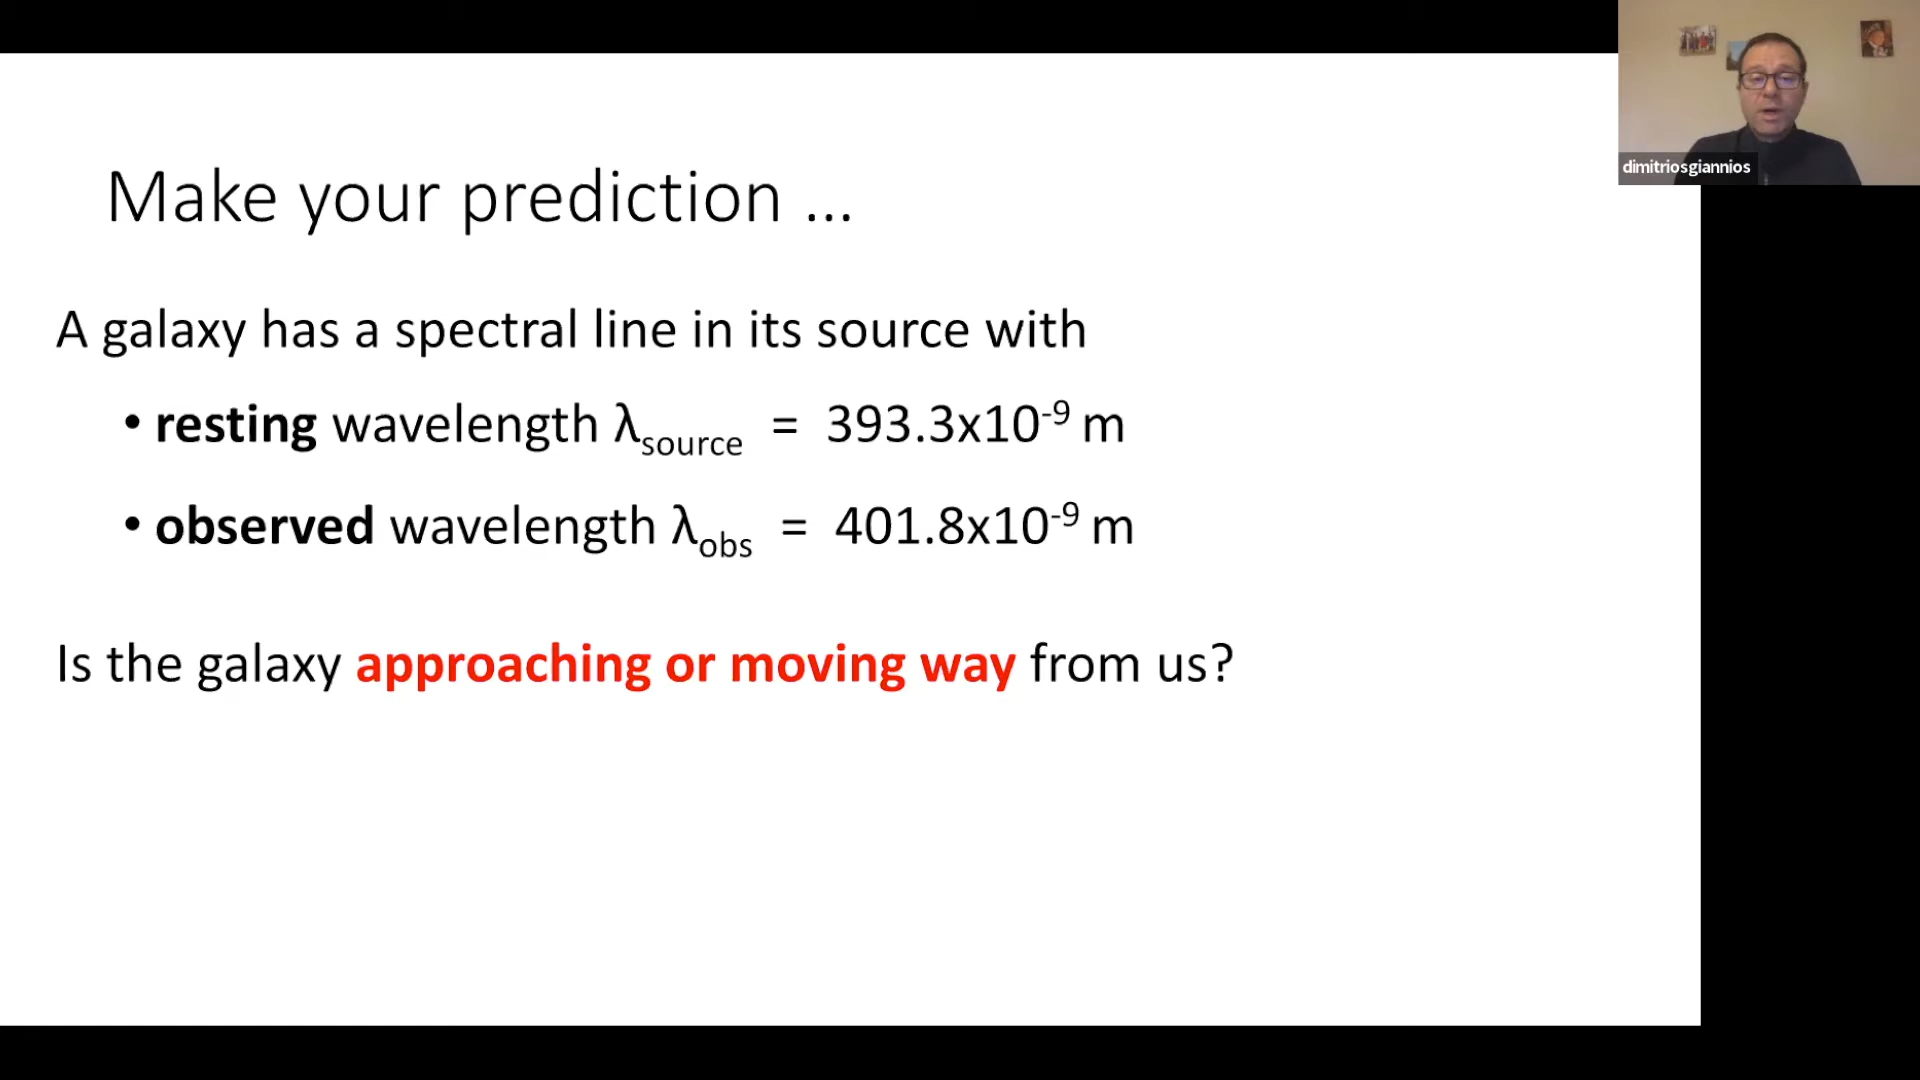 dimitriosgiannios
Make your prediction ...
A galaxy has a spectral line in its source with
• resting wavelength λsource = 393.3x10⁻⁹ m
• observed wavelength λobs = 401.8x10⁻⁹ m
Is the galaxy approaching or moving way from us?